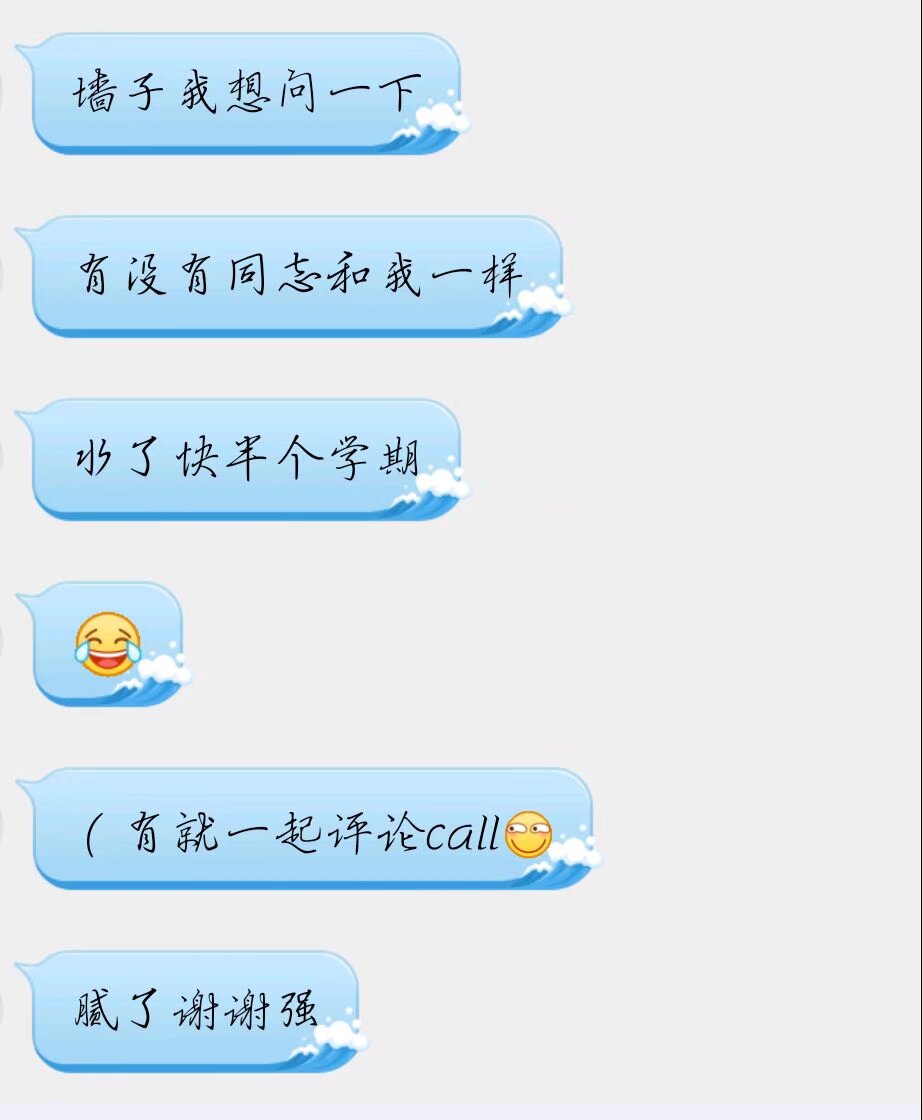 墙子我想问一下
有没有同志和我一样
水了快半个学期
😂
（有就一起评论call
腻了谢谢强